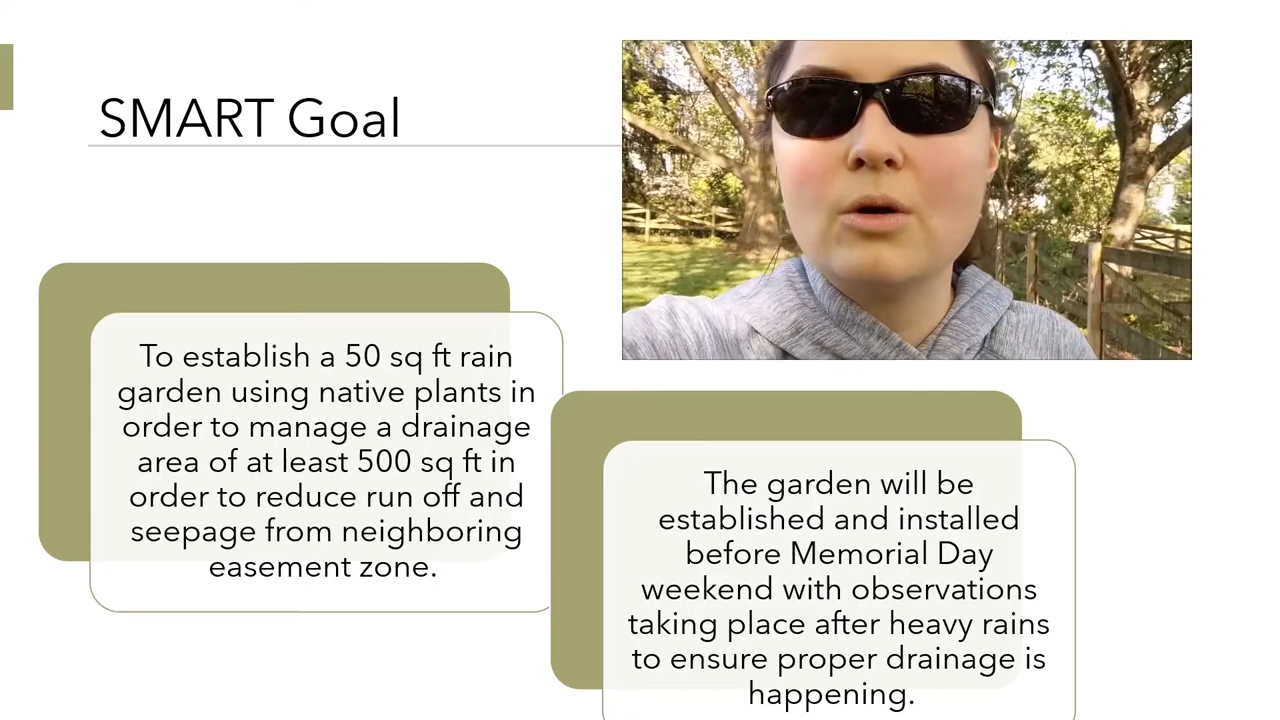 SMART Goal
To establish a 50 sq ft rain
garden using native plants in
order to manage a drainage
area of at least 500 sq ft in
order to reduce run off and
seepage from neighboring
easement zone.
The garden will be
established and installed
before Memorial Day
weekend with observations
taking place after heavy rains
to ensure proper drainage is
happening.